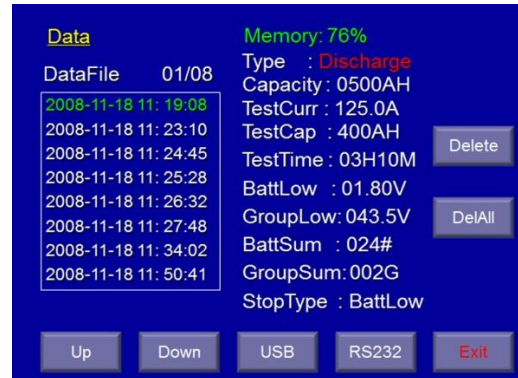 Data
DataFile 01/08
2008-11-18 11: 19:08
2008-11-18 11: 23:10
2008-11-18 11: 24:45
2008-11-18 11: 25:28
2008-11-18 11: 26:32
2008-11-18 11: 27:48
2008-11-18 11: 34:02
2008-11-18 11: 50:41
Memory: 76%
Type : Discharge
Capacity : 0500AH
TestCurr : 125.0A
TestCap : 400AH
TestTime : 03H10M
BattLow : 01.80V
GroupLow: 043.5V
BattSum : 024#
GroupSum: 002G
StopType : BattLow
Delete
DelAll
Up Down USB RS232 Exit